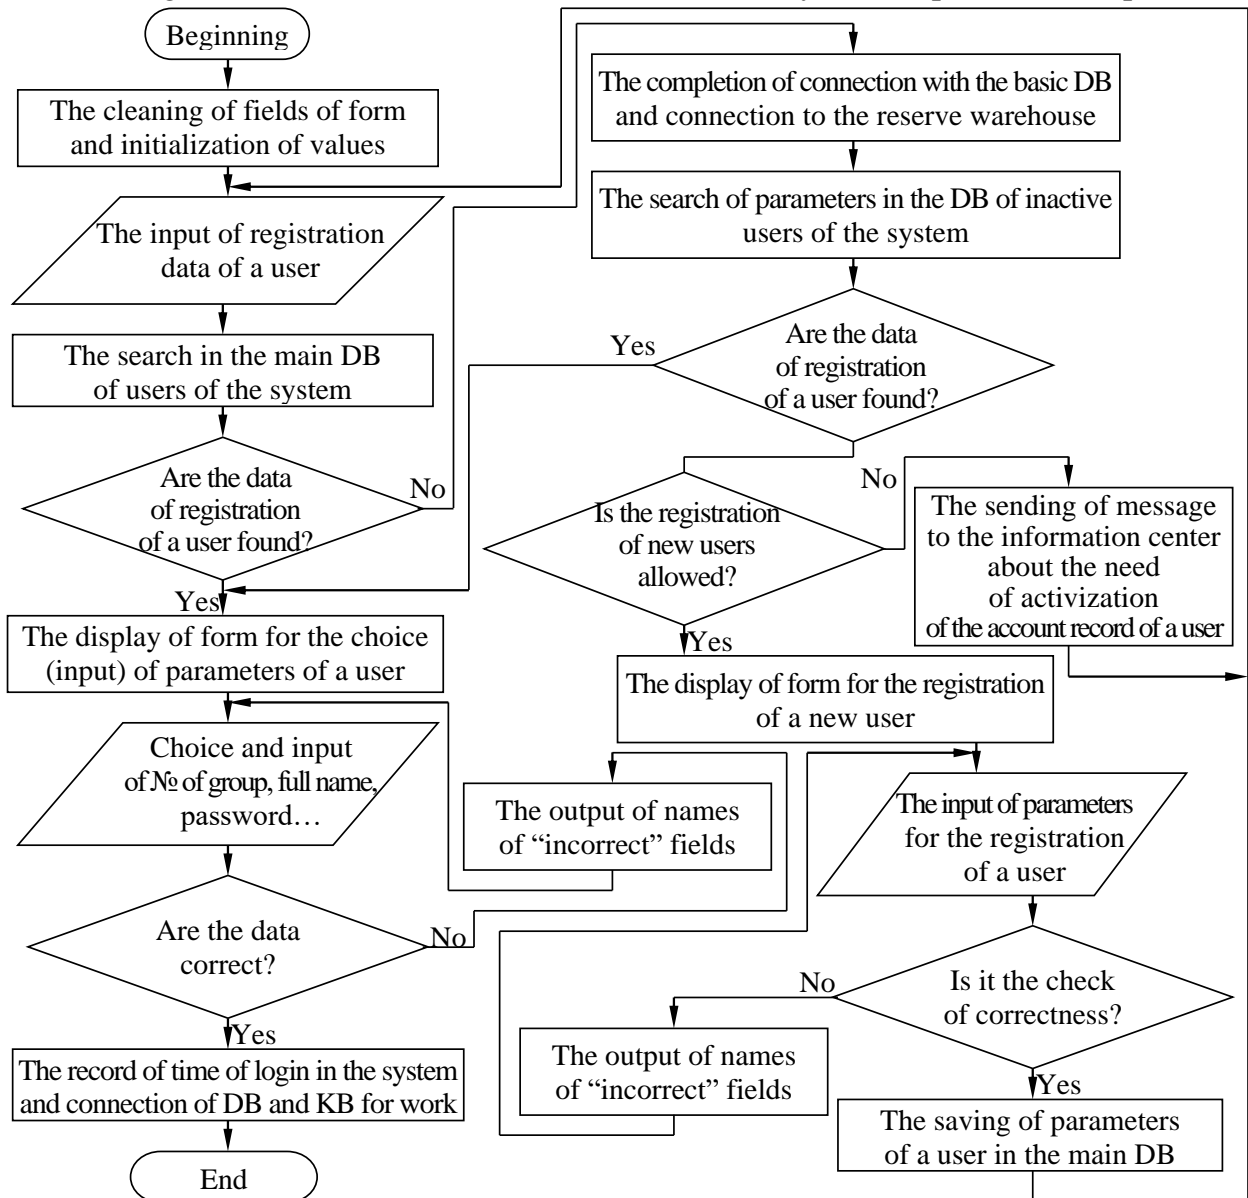 Beginning
The cleaning of fields of form
and initialization of values
The input of registration
data of a user
The search in the main DB
of users of the system
Are the data
of registration
of a user found?
No
Yes
The display of form for the choice
(input) of parameters of a user
Choice and input
of № of group, full name,
password…
Are the data
correct?
No
Yes
The record of time of login in the system
and connection of DB and KB for work
End
The completion of connection with the basic DB
and connection to the reserve warehouse
The search of parameters in the DB of inactive
users of the system
Yes
Are the data
of registration
of a user found?
Is the registration
of new users
allowed?
No
The sending of message
to the information center
about the need
of activization
of the account record of a user
Yes
The display of form for the registration
of a new user
The output of names
of “incorrect” fields
The input of parameters
for the registration
of a user
Is it the check
of correctness?
No
The output of names
of “incorrect” fields
Yes
The saving of parameters
of a user in the main DB